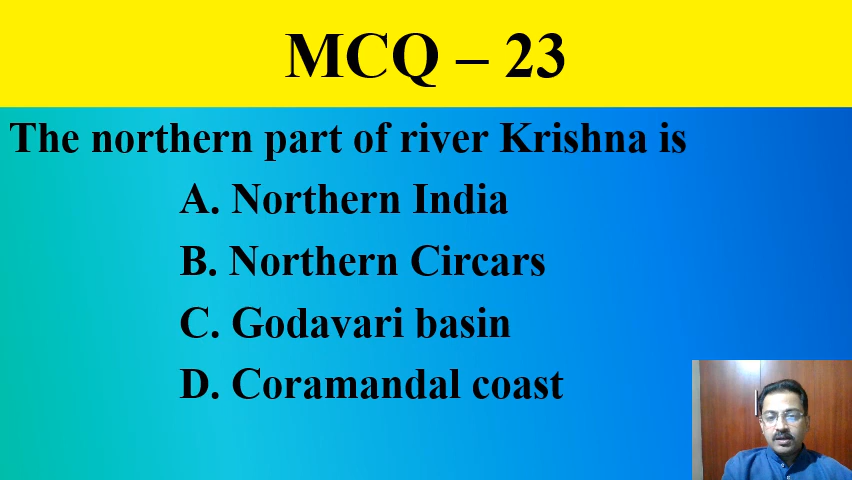 MCQ – 23
The northern part of river Krishna is
A. Northern India
B. Northern Circars
C. Godavari basin
D. Coramandal coast